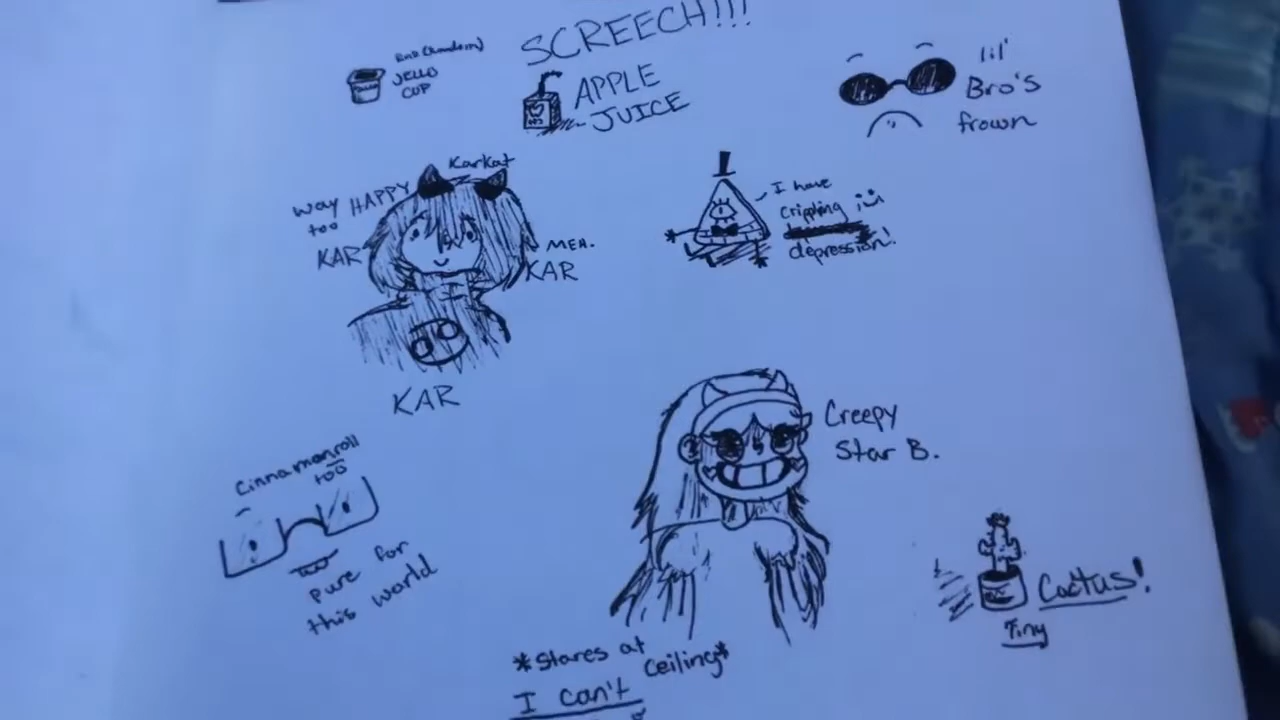 SCREECH!!!
JELLO
CUP
APPLE
JUICE
lil'
Bro's
frown
Karkat
way HAPPY
too
KAR
MEA.
KAR
KAR
I have
crippling
depression!
Creepy
Star B.
Cinnamonroll
too
pure for
this world
Cactus!
Tiny
*Stares at
ceiling*
I can't